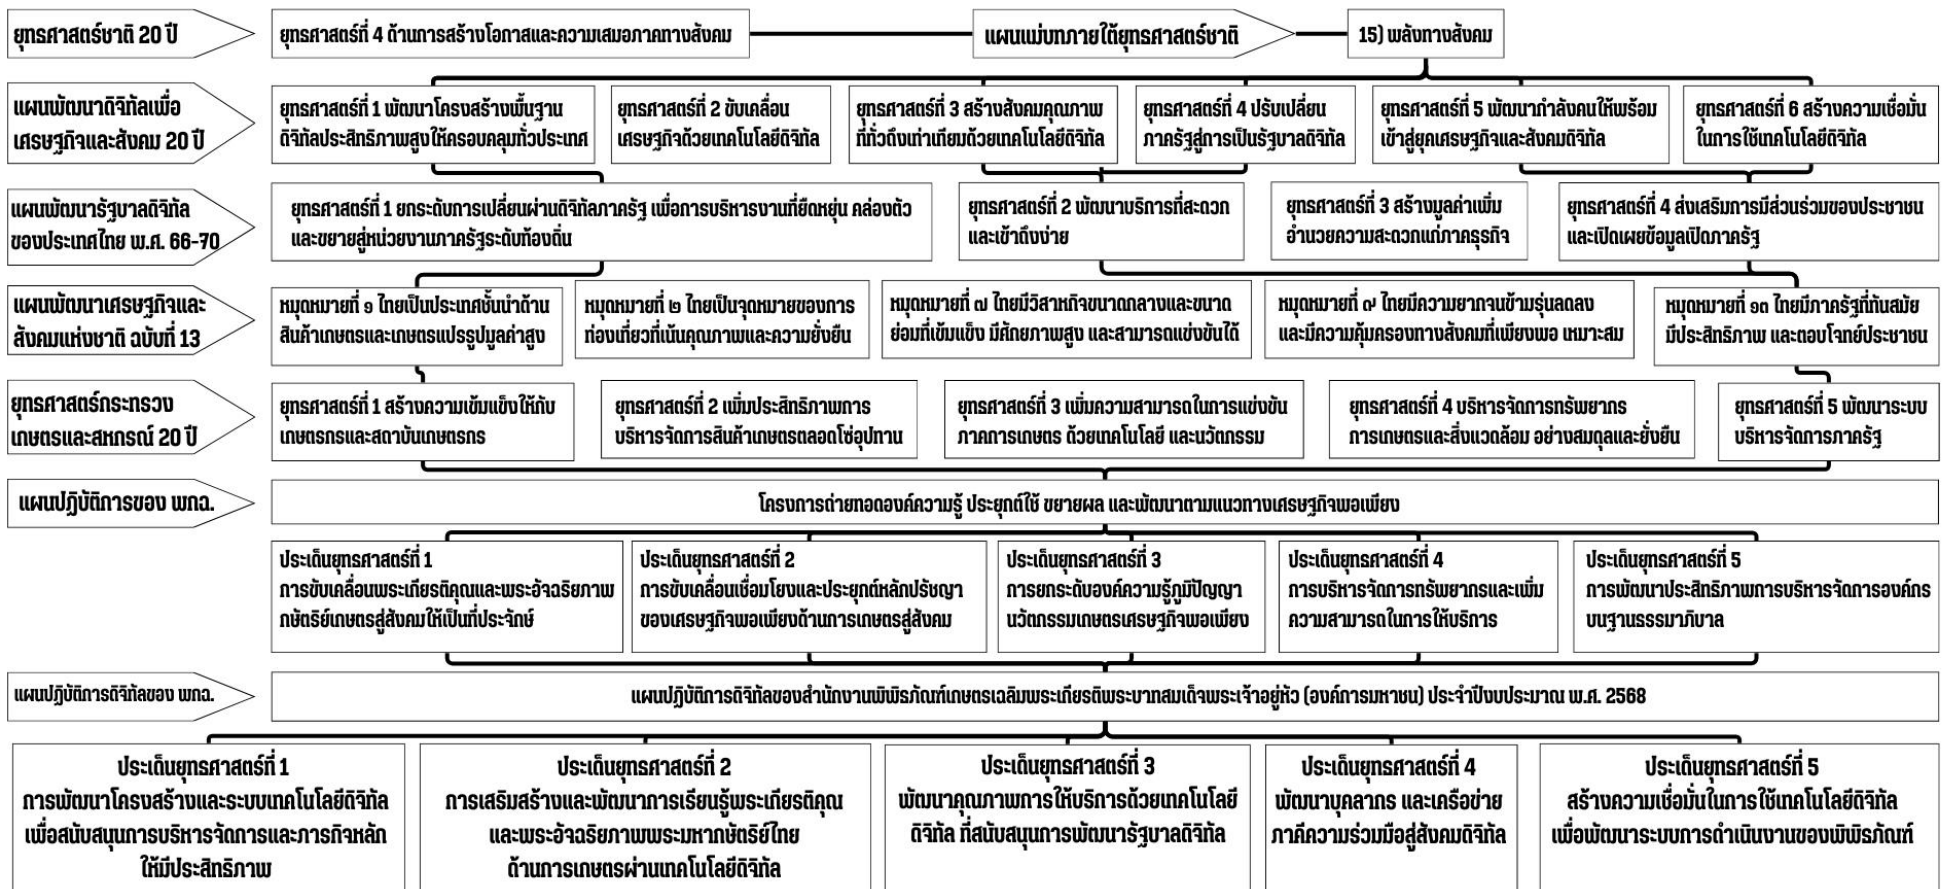 ยุทธศาสตร์ชาติ 20 ปี
ยุทธศาสตร์ที่ 4 ด้านการสร้างโอกาสและความเสมอภาคทางสังคม
แผนแม่บทภายใต้ยุทธศาสตร์ชาติ
15) พลังทางสังคม
แผนพัฒนาดิจิทัลเพื่อ
เศรษฐกิจและสังคม 20 ปี
ยุทธศาสตร์ที่ 1 พัฒนาโครงสร้างพื้นฐาน
ดิจิทัลประสิทธิภาพสูงให้ครอบคลุมทั่วประเทศ
ยุทธศาสตร์ที่ 2 ขับเคลื่อน
เศรษฐกิจด้วยเทคโนโลยีดิจิทัล
ยุทธศาสตร์ที่ 3 สร้างสังคมคุณภาพ
ที่ทั่วถึงเท่าเทียมด้วยเทคโนโลยีดิจิทัล
ยุทธศาสตร์ที่ 4 ปรับเปลี่ยน
ภาครัฐสู่การเป็นรัฐบาลดิจิทัล
ยุทธศาสตร์ที่ 5 พัฒนากำลังคนให้พร้อม
เข้าสู่ยุคเศรษฐกิจและสังคมดิจิทัล
ยุทธศาสตร์ที่ 6 สร้างความเชื่อมั่น
ในการใช้เทคโนโลยีดิจิทัล
แผนพัฒนารัฐบาลดิจิทัล
ของประเทศไทย พ.ศ. 66-70
ยุทธศาสตร์ที่ 1 ยกระดับการเปลี่ยนผ่านดิจิทัลภาครัฐ เพื่อการบริหารงานที่ยืดหยุ่น คล่องตัว
และขยายสู่หน่วยงานภาครัฐระดับท้องถิ่น
ยุทธศาสตร์ที่ 2 พัฒนาบริการที่สะดวก
และเข้าถึงง่าย
ยุทธศาสตร์ที่ 3 สร้างมูลค่าเพิ่ม
อำนวยความสะดวกแก่ภาคธุรกิจ
ยุทธศาสตร์ที่ 4 ส่งเสริมการมีส่วนร่วมของประชาชน
และเปิดเผยข้อมูลเปิดภาครัฐ
แผนพัฒนาเศรษฐกิจและ
สังคมแห่งชาติ ฉบับที่ 13
หมุดหมายที่ ๑ ไทยเป็นประเทศชั้นนำด้าน
สินค้าเกษตรและเกษตรแปรรูปมูลค่าสูง
หมุดหมายที่ ๒ ไทยเป็นจุดหมายของการ
ท่องเที่ยวที่เน้นคุณภาพและความยั่งยืน
หมุดหมายที่ ๗ ไทยมีวิสาหกิจขนาดกลางและขนาด
ย่อมที่เข้มแข็ง มีศักยภาพสูง และสามารถแข่งขันได้
หมุดหมายที่ ๙ ไทยมีความยากจนข้ามรุ่นลดลง
และมีความคุ้มครองทางสังคมที่เพียงพอ เหมาะสม
หมุดหมายที่ ๑๓ ไทยมีภาครัฐที่ทันสมัย
มีประสิทธิภาพ และตอบโจทย์ประชาชน
ยุทธศาสตร์กระทรวง
เกษตรและสหกรณ์ 20 ปี
ยุทธศาสตร์ที่ 1 สร้างความเข้มแข็งให้กับ
เกษตรกรและสถาบันเกษตรกร
ยุทธศาสตร์ที่ 2 เพิ่มประสิทธิภาพการ
บริหารจัดการสินค้าเกษตรตลอดโซ่อุปทาน
ยุทธศาสตร์ที่ 3 เพิ่มความสามารถในการแข่งขัน
ภาคการเกษตร ด้วยเทคโนโลยี และนวัตกรรม
ยุทธศาสตร์ที่ 4 บริหารจัดการทรัพยากร
การเกษตรและสิ่งแวดล้อม อย่างสมดุลและยั่งยืน
ยุทธศาสตร์ที่ 5 พัฒนาระบบ
บริหารจัดการภาครัฐ
แผนปฏิบัติการของ พกฉ.
โครงการถ่ายทอดองค์ความรู้ ประยุกต์ใช้ ขยายผล และพัฒนาตามแนวทางเศรษฐกิจพอเพียง
ประเด็นยุทธศาสตร์ที่ 1
การขับเคลื่อนพระเกียรติคุณและพระอัจฉริยภาพ
กษัตริย์เกษตรสู่สังคมให้เป็นที่ประจักษ์
ประเด็นยุทธศาสตร์ที่ 2
การขับเคลื่อนเชื่อมโยงและประยุกต์หลักปรัชญา
ของเศรษฐกิจพอเพียงด้านการเกษตรสู่สังคม
ประเด็นยุทธศาสตร์ที่ 3
การยกระดับองค์ความรู้ภูมิปัญญา
นวัตกรรมเกษตรเศรษฐกิจพอเพียง
ประเด็นยุทธศาสตร์ที่ 4
การบริหารจัดการทรัพยากรและเพิ่ม
ความสามารถในการให้บริการ
ประเด็นยุทธศาสตร์ที่ 5
การพัฒนาประสิทธิภาพการบริหารจัดการองค์กร
บนฐานธรรมาภิบาล
แผนปฏิบัติการดิจิทัลของ พกฉ.
แผนปฏิบัติการดิจิทัลของสำนักงานพิพิธภัณฑ์เกษตรเฉลิมพระเกียรติพระบาทสมเด็จพระเจ้าอยู่หัว (องค์การมหาชน) ประจำปีงบประมาณ พ.ศ. 2568
ประเด็นยุทธศาสตร์ที่ 1
การพัฒนาโครงสร้างและระบบเทคโนโลยีดิจิทัล
เพื่อสนับสนุนการบริหารจัดการและภารกิจหลัก
ให้มีประสิทธิภาพ
ประเด็นยุทธศาสตร์ที่ 2
การเสริมสร้างและพัฒนาการเรียนรู้พระเกียรติคุณ
และพระอัจฉริยภาพพระมหากษัตริย์ไทย
ด้านการเกษตรผ่านเทคโนโลยีดิจิทัล
ประเด็นยุทธศาสตร์ที่ 3
พัฒนาคุณภาพการให้บริการด้วยเทคโนโลยี
ดิจิทัล ที่สนับสนุนการพัฒนารัฐบาลดิจิทัล
ประเด็นยุทธศาสตร์ที่ 4
พัฒนาบุคลากร และเครือข่าย
ภาคีความร่วมมือสู่สังคมดิจิทัล
ประเด็นยุทธศาสตร์ที่ 5
สร้างความเชื่อมั่นในการใช้เทคโนโลยีดิจิทัล
เพื่อพัฒนาระบบการดำเนินงานของพิพิธภัณฑ์